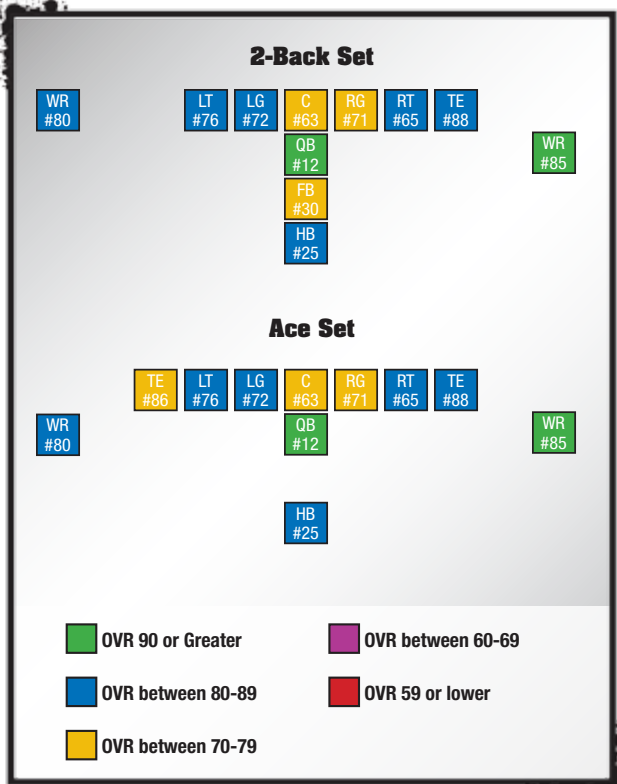 2-Back Set
WR LT LG C RG RT TE
#80 #76 #72 #63 #71 #65 #88
QB WR
#12 #85
FB
#30
HB
#25
Ace Set
TE LT LG C RG RT TE
#86 #76 #72 #63 #71 #65 #88
WR QB WR
#80 #12 #85
HB
#25
OVR 90 or Greater
OVR between 60-69
OVR between 80-89
OVR 59 or lower
OVR between 70-79